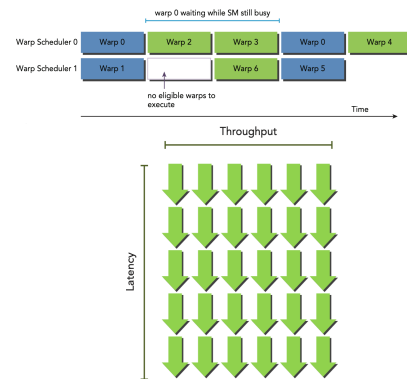 warp 0 waiting while SM still busy
Warp Scheduler 0 Warp 0 Warp 2 Warp 3 Warp 0 Warp 4
Warp Scheduler 1 Warp 1 Warp 6 Warp 5
no eligible warps to
execute
Time
Throughput
Latency